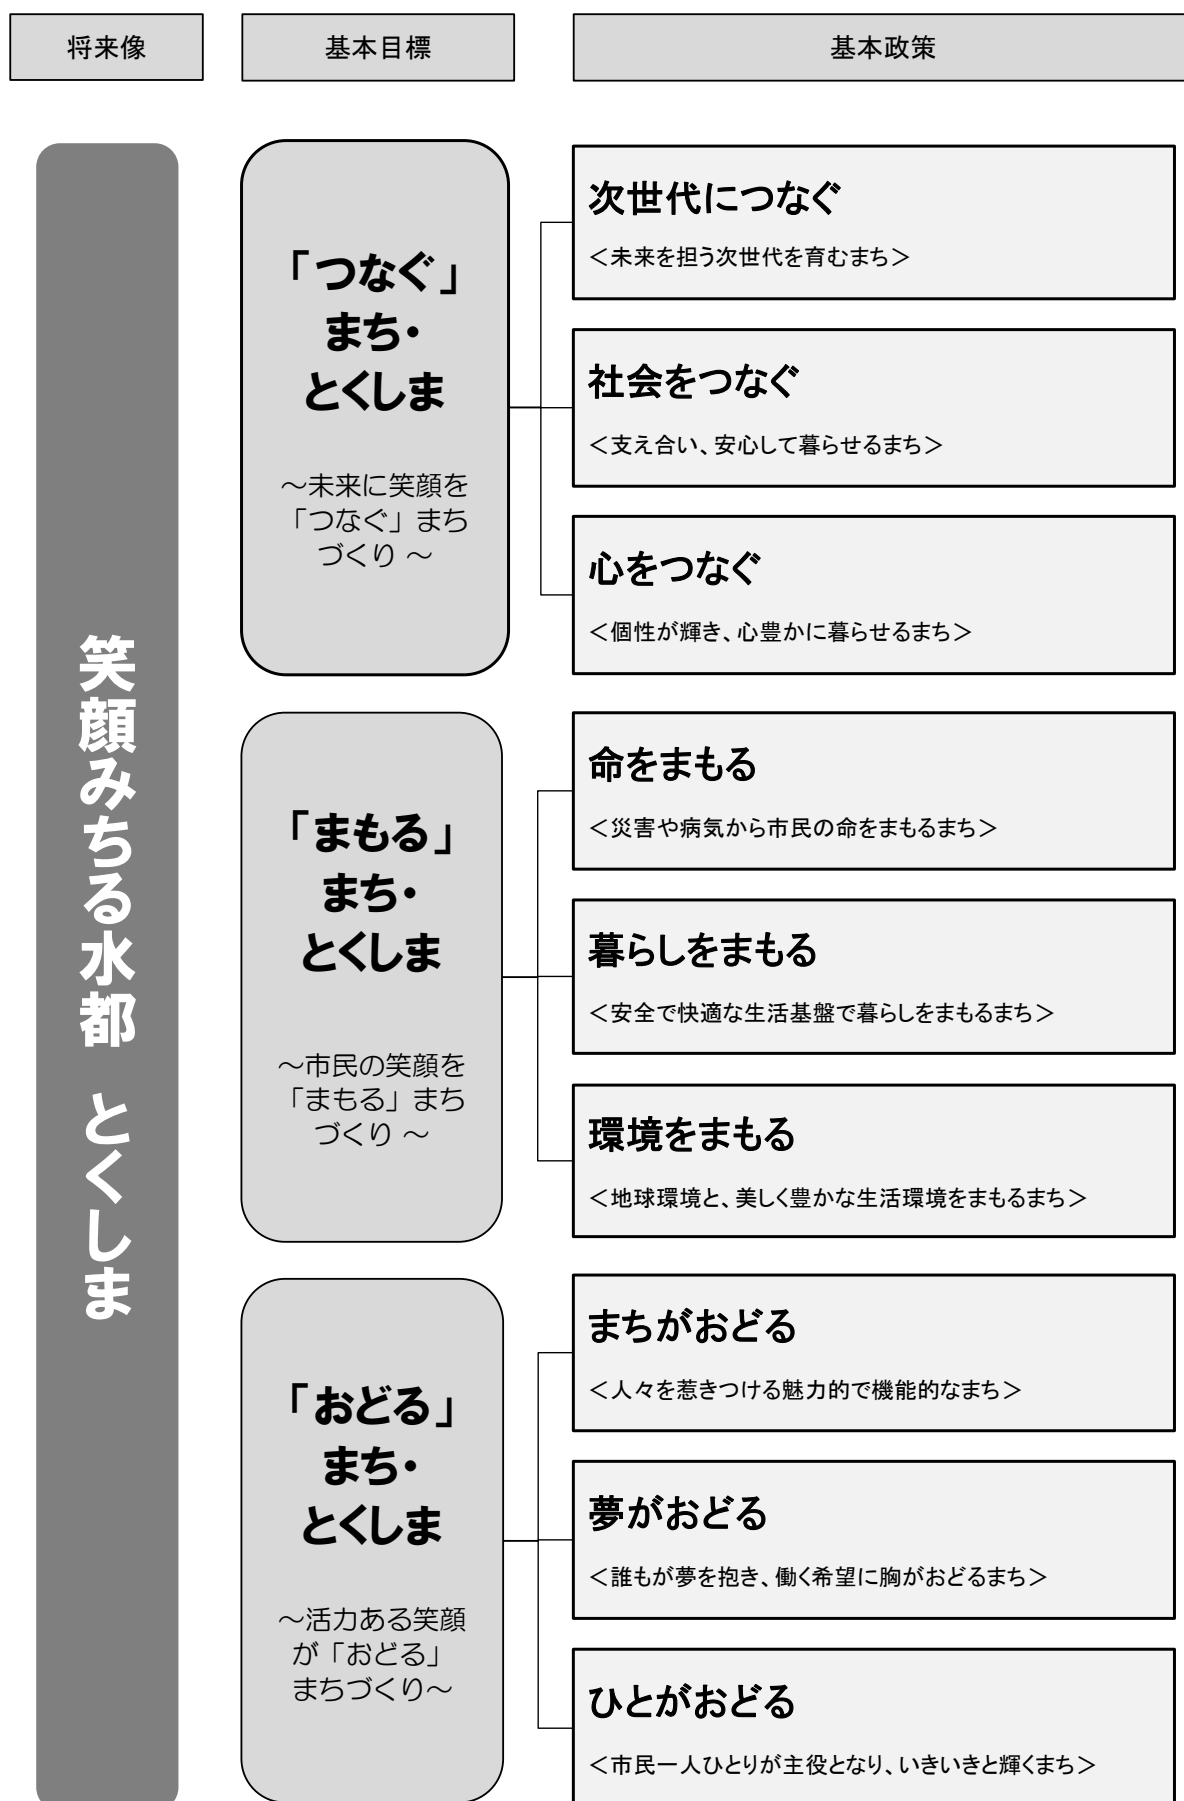 将来像
基本目標
基本政策
笑顔みちる水都　とくしま
「つなぐ」
まち・
とくしま
～未来に笑顔を
「つなぐ」まち
づくり ～
次世代につなぐ
＜未来を担う次世代を育むまち＞
社会をつなぐ
＜支え合い、安心して暮らせるまち＞
心をつなぐ
＜個性が輝き、心豊かに暮らせるまち＞
「まもる」
まち・
とくしま
～市民の笑顔を
「まもる」まち
づくり ～
命をまもる
＜災害や病気から市民の命をまもるまち＞
暮らしをまもる
＜安全で快適な生活基盤で暮らしをまもるまち＞
環境をまもる
＜地球環境と、美しく豊かな生活環境をまもるまち＞
「おどる」
まち・
とくしま
～活力ある笑顔
が「おどる」
まちづくり～
まちがおどる
＜人々を惹きつける魅力的で機能的なまち＞
夢がおどる
＜誰もが夢を抱き、働く希望に胸がおどるまち＞
ひとがおどる
＜市民一人ひとりが主役となり、いきいきと輝くまち＞